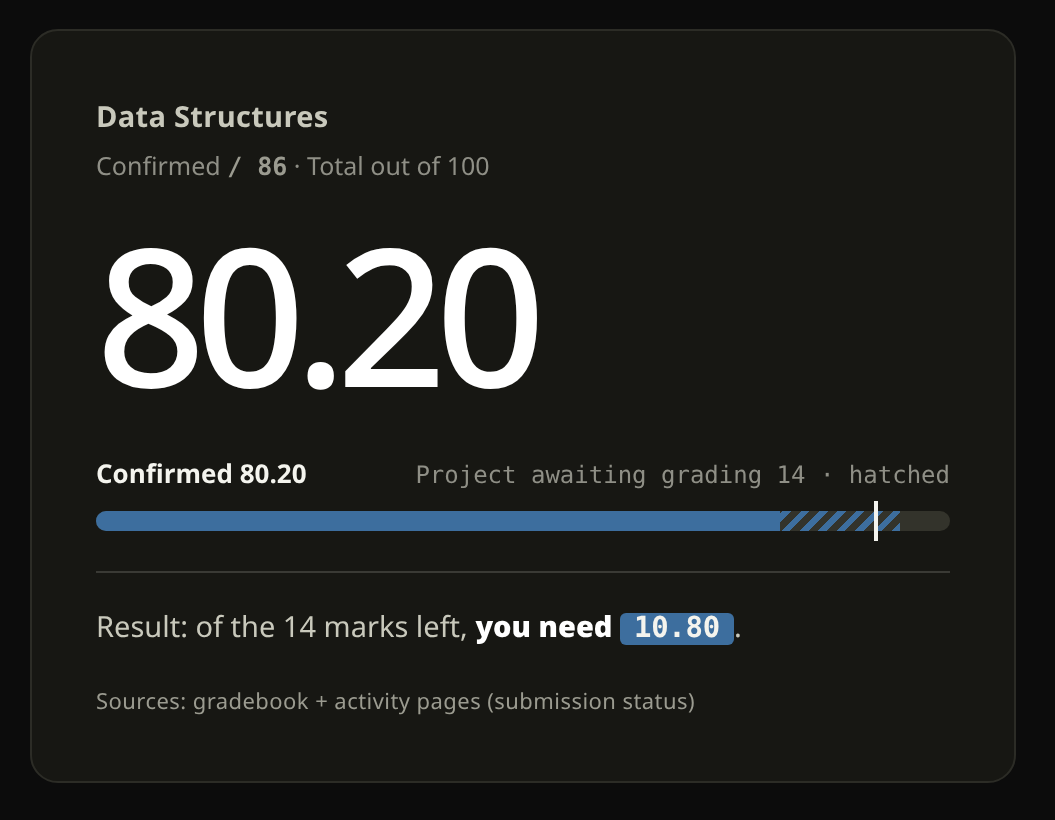 Data Structures
Confirmed / 86 · Total out of 100
80.20
Confirmed 80.20
Project awaiting grading 14 · hatched
Result: of the 14 marks left, you need 10.80.
Sources: gradebook + activity pages (submission status)